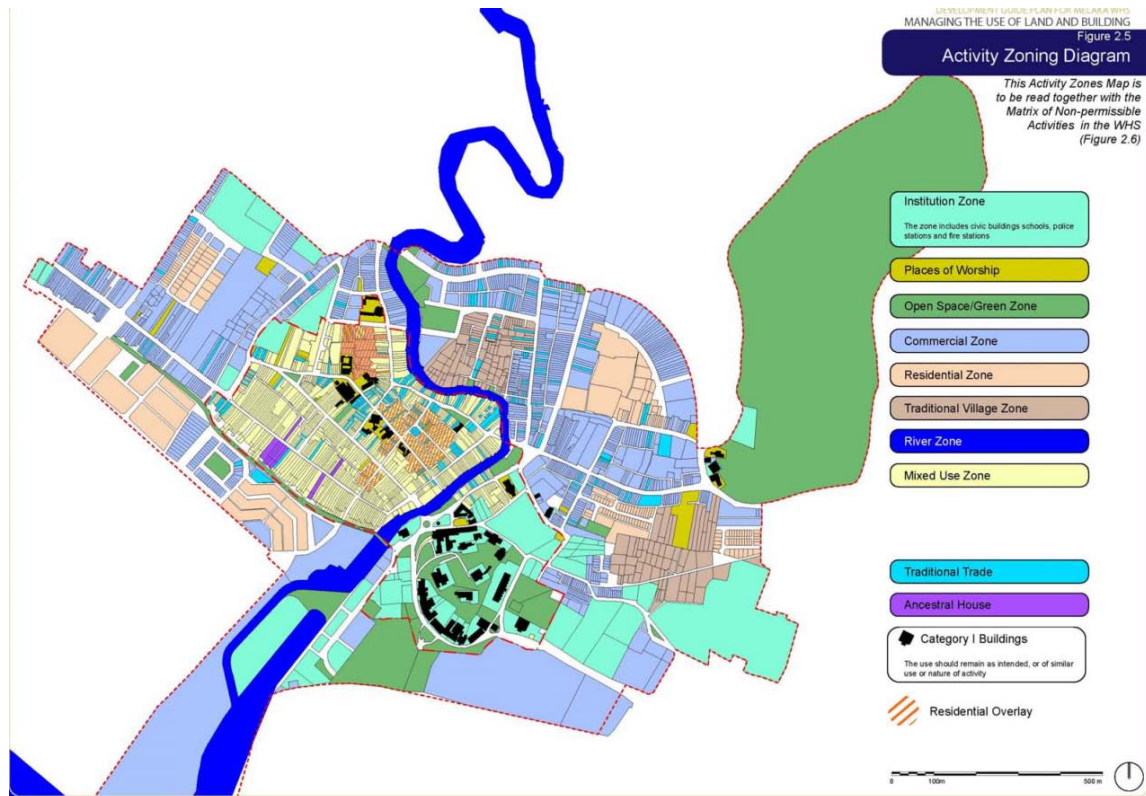 DEVELOPMENT GUIDE PLAN FOR MELAKA WHS
MANAGING THE USE OF LAND AND BUILDING
Figure 2.5
Activity Zoning Diagram
This Activity Zones Map is
to be read together with the
Matrix of Non-permissible
Activities in the WHS
(Figure 2.6)
Institution Zone
The zone includes civic buildings schools, police
stations and fire stations
Places of Worship
Open Space/Green Zone
Commercial Zone
Residential Zone
Traditional Village Zone
River Zone
Mixed Use Zone
Traditional Trade
Ancestral House
Category I Buildings
The use should remain as intended, or of similar
use or nature of activity
Residential Overlay
0 100m 500 m